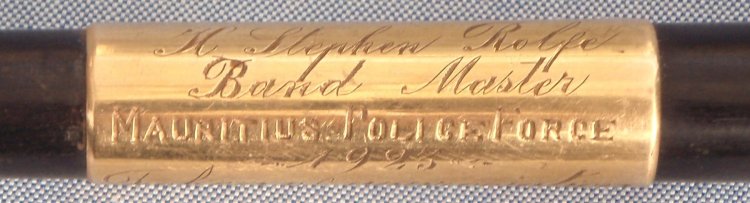 H Stephen Rolfe
Band Master
MAURITIUS POLICE FORCE
1925